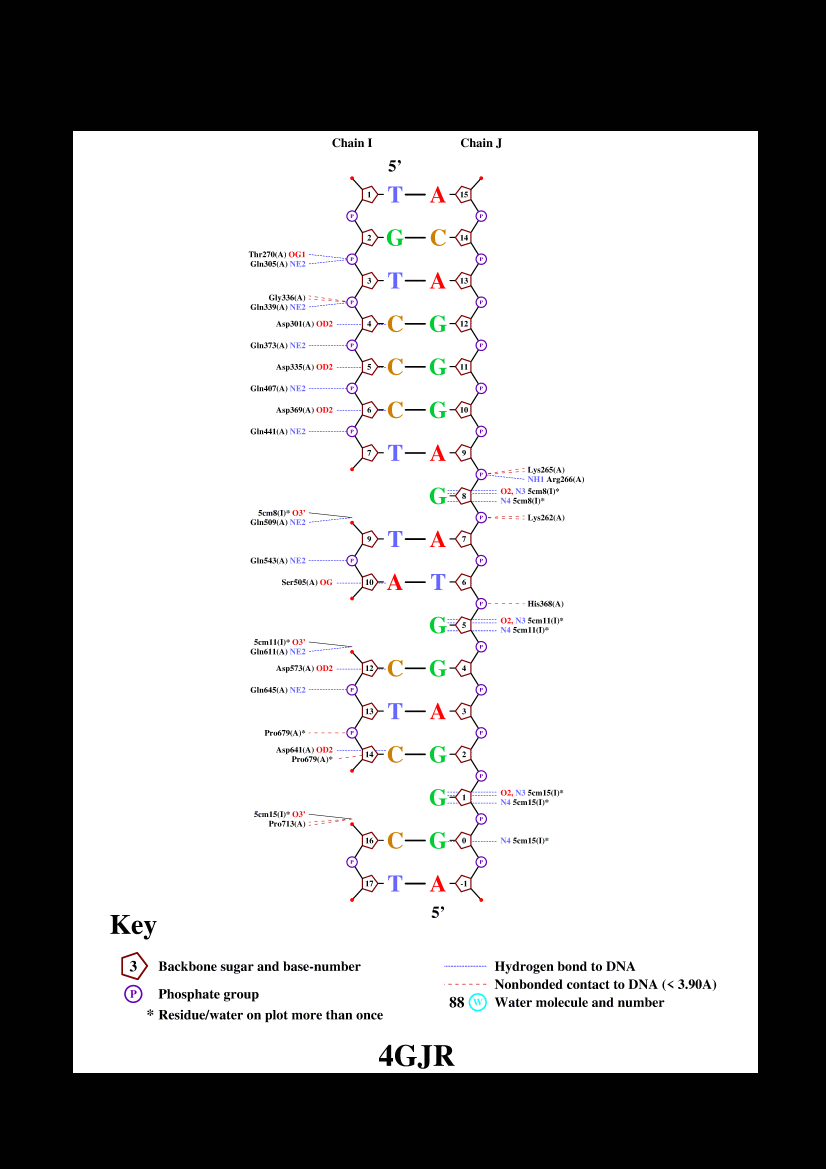 Chain I Chain J
5’
1 T A 15
P P
2 G C 14
Thr270(A) OG1
Gln305(A) NE2 P P
3 T A 13
Gly336(A)
Gln339(A) NE2 P P
Asp301(A) OD2 4 C G 12
Gln373(A) NE2 P P
Asp335(A) OD2 5 C G 11
Gln407(A) NE2 P P
Asp369(A) OD2 6 C G 10
Gln441(A) NE2 P P
7 T A 9
P Lys265(A)
NH1 Arg266(A)
G 8 O2, N3 5cm8(I)*
N4 5cm8(I)*
5cm8(I)* O3’
Gln509(A) NE2 P Lys262(A)
9 T A 7
Gln543(A) NE2 P P
Ser505(A) OG 10 A T 6
P His368(A)
G 5 O2, N3 5cm11(I)*
N4 5cm11(I)*
5cm11(I)* O3’
Gln611(A) NE2 P
Asp573(A) OD2 12 C G 4
Gln645(A) NE2 P P
13 T A 3
Pro679(A)* P P
Asp641(A) OD2
Pro679(A)* 14 C G 2
P
G 1 O2, N3 5cm15(I)*
N4 5cm15(I)*
5cm15(I)* O3’
Pro713(A) P
16 C G 0 N4 5cm15(I)*
P P
17 T A -1
5’
Key
3 Backbone sugar and base-number
P Phosphate group
* Residue/water on plot more than once
Hydrogen bond to DNA
Nonbonded contact to DNA (< 3.90A)
88 W Water molecule and number
4GJR